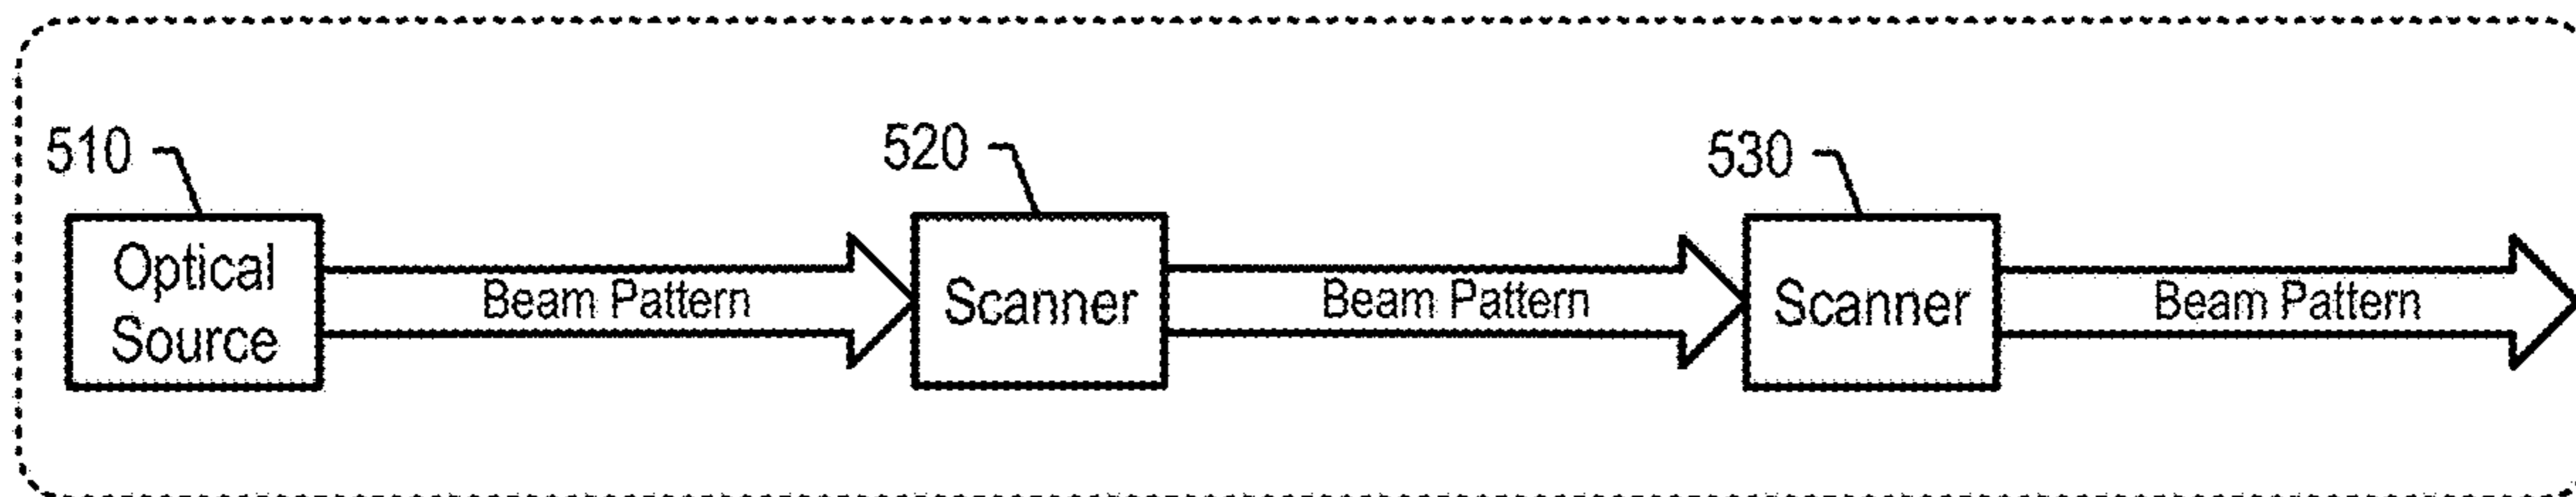 510
520
530
Optical
Source
Beam Pattern
Scanner
Beam Pattern
Scanner
Beam Pattern